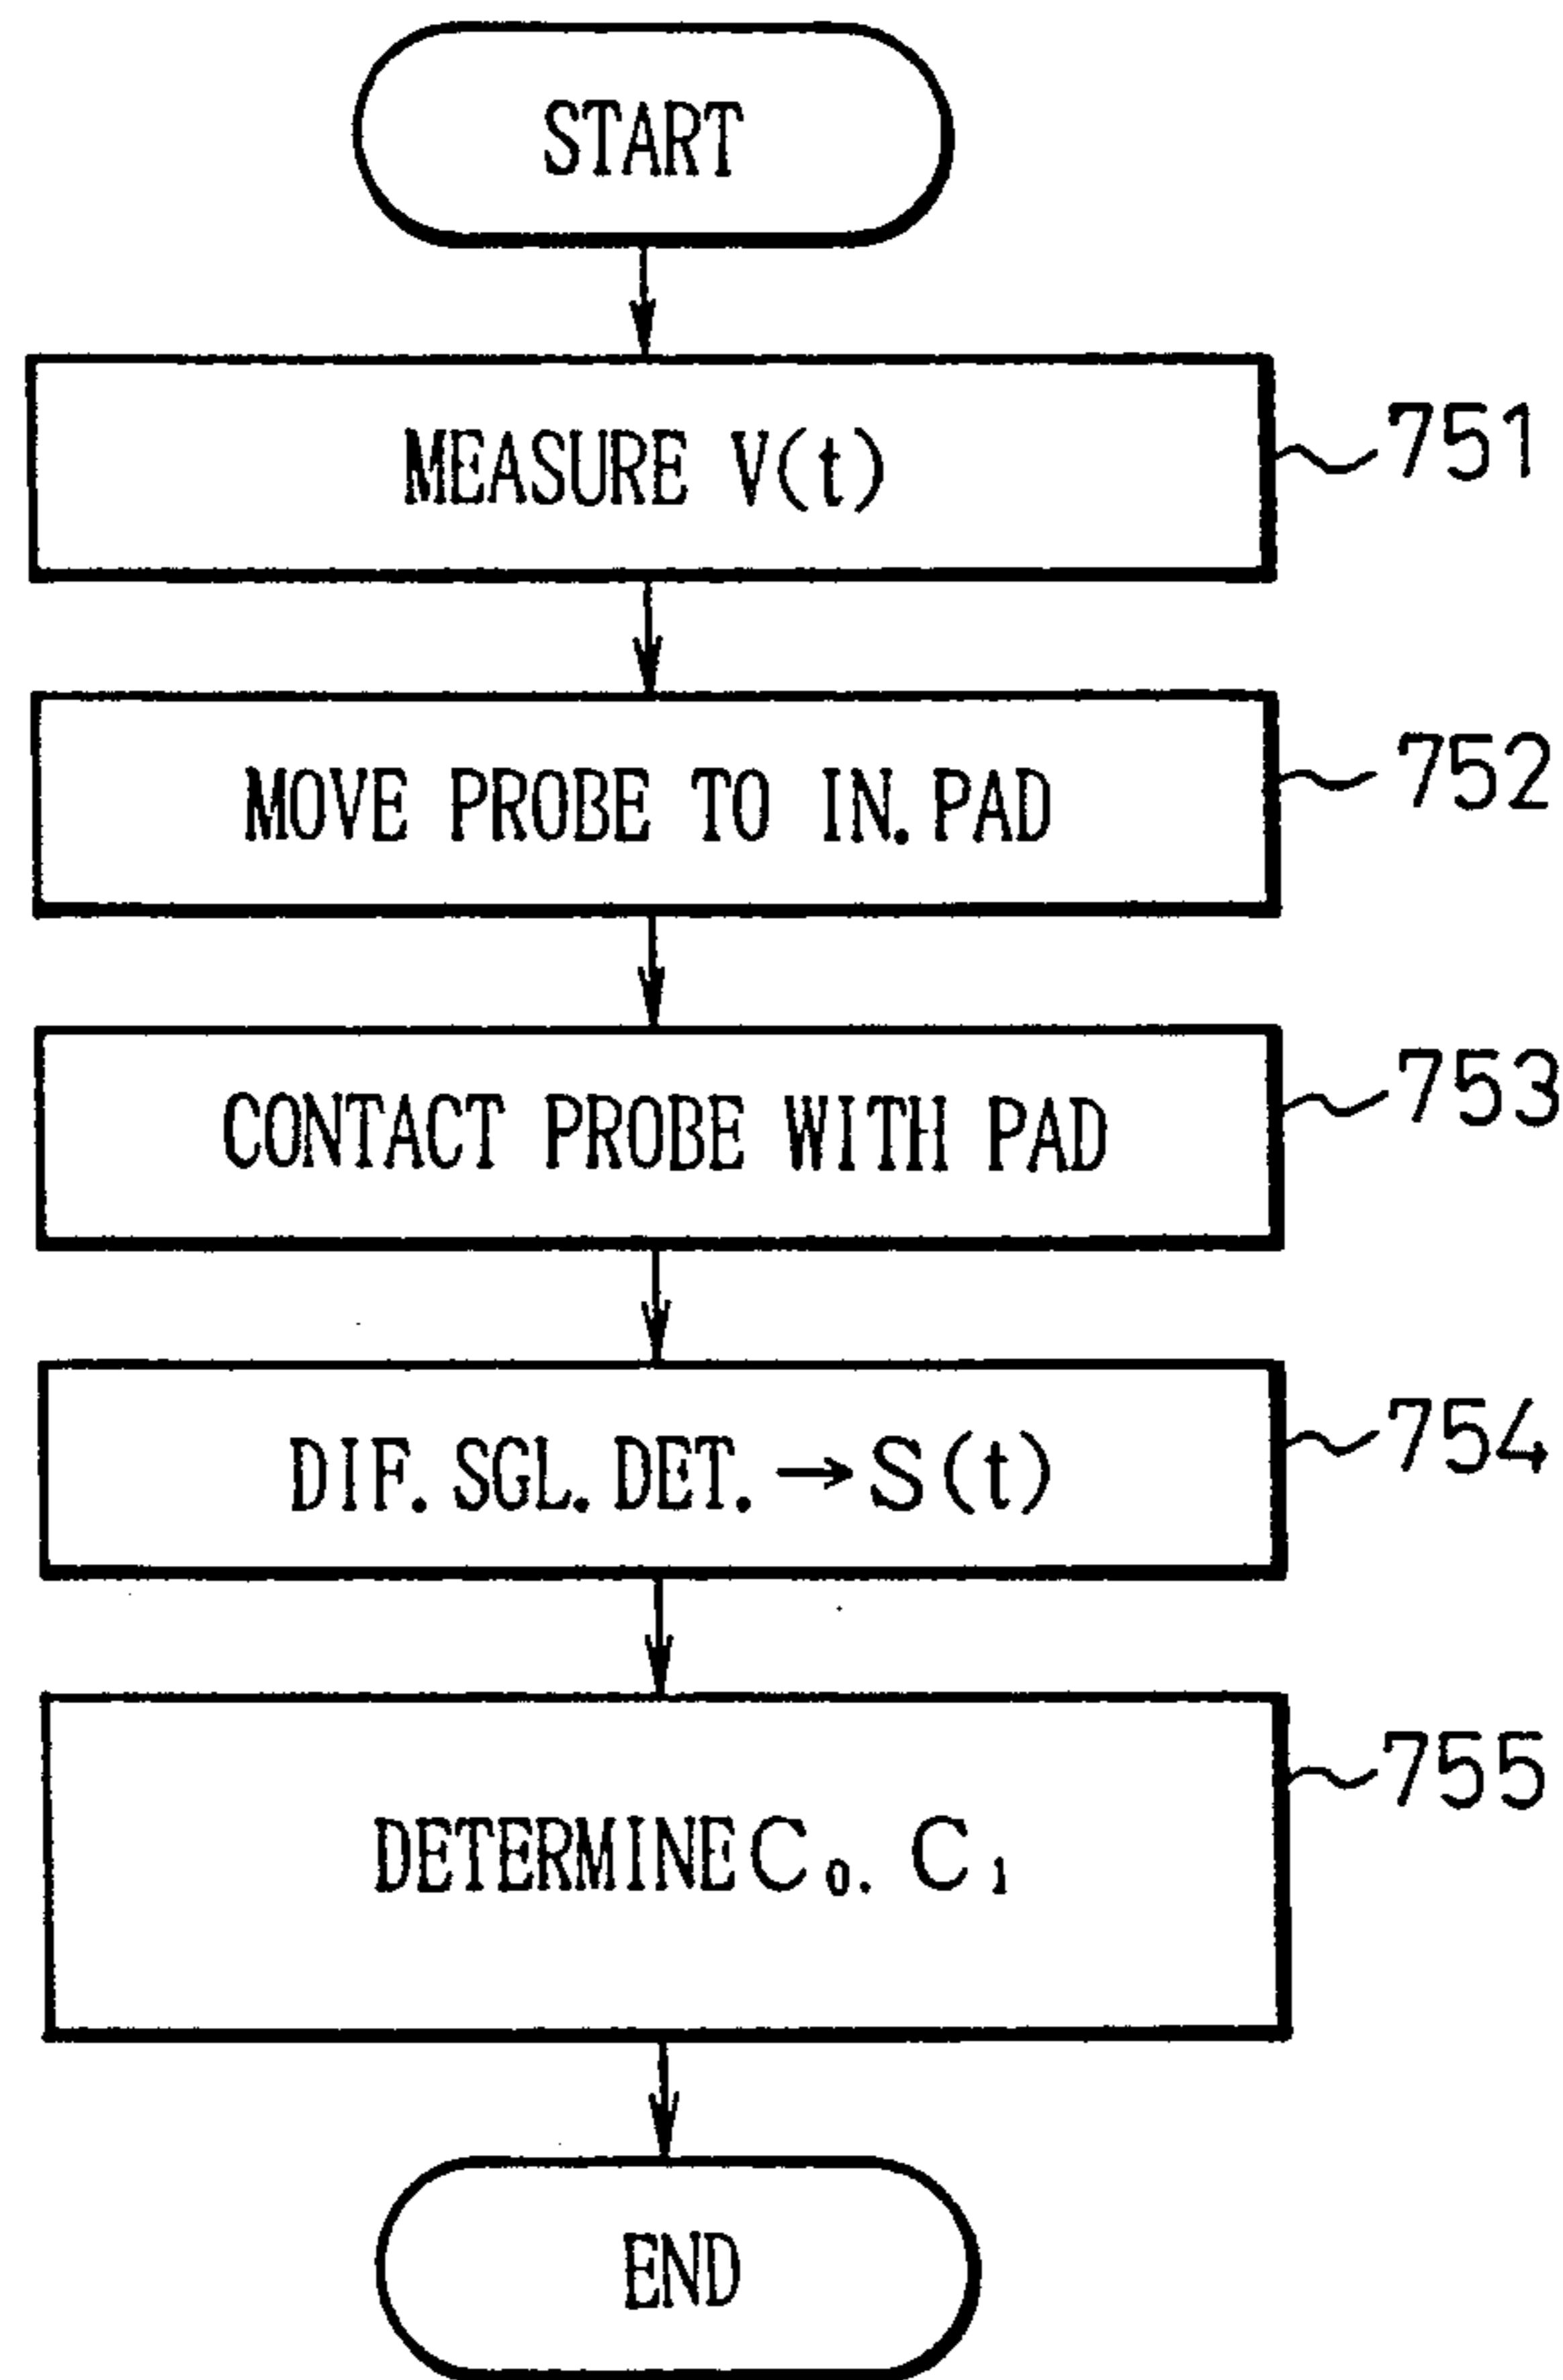 START
MEASURE V(t)
751
MOVE PROBE TO IN. PAD
752
CONTACT PROBE WITH PAD
753
DIF. SGL. DET. → S(t)
754
DETERMINE C₀. C₁
755
END